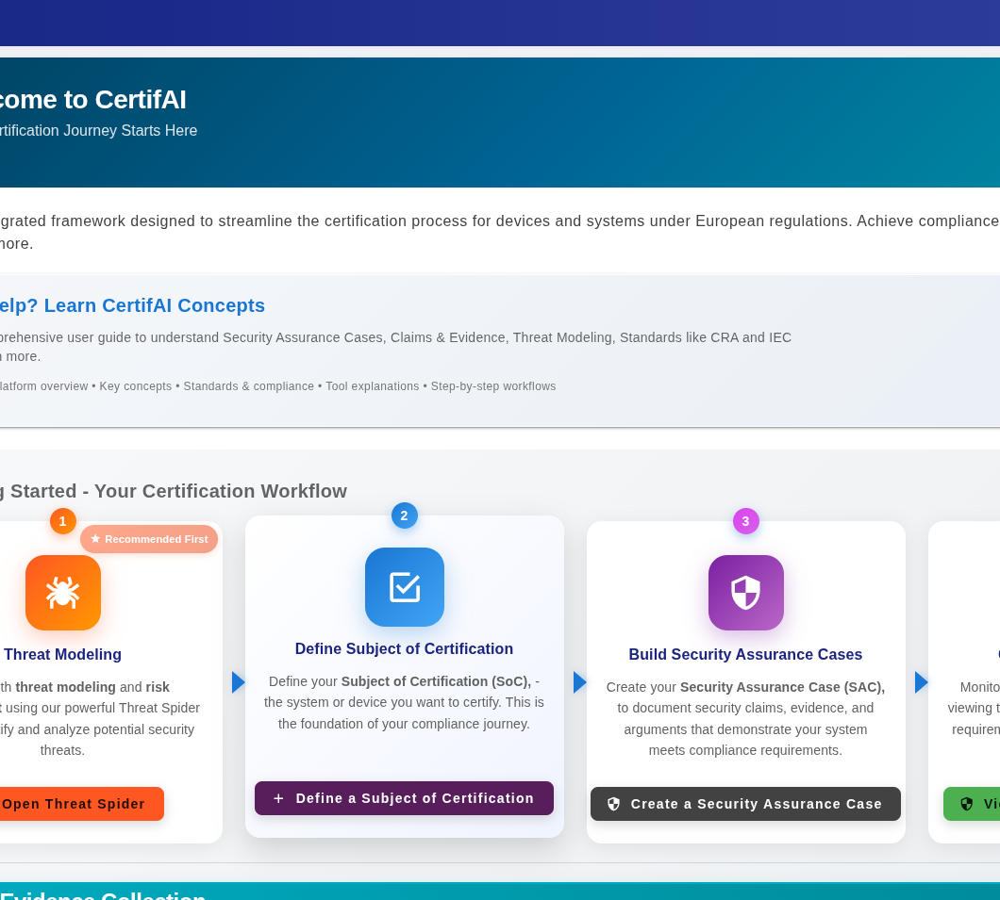 come to CertifAI
rtification Journey Starts Here
grated framework designed to streamline the certification process for devices and systems under European regulations. Achieve compliance
more.
elp? Learn CertifAI Concepts
prehensive user guide to understand Security Assurance Cases, Claims & Evidence, Threat Modeling, Standards like CRA and IEC
n more.
latform overview • Key concepts • Standards & compliance • Tool explanations • Step-by-step workflows
g Started - Your Certification Workflow
1
Recommended First
Threat Modeling
th threat modeling and risk
t using our powerful Threat Spider
ify and analyze potential security
threats.
Open Threat Spider
2
Define Subject of Certification
Define your Subject of Certification (SoC), -
the system or device you want to certify. This is
the foundation of your compliance journey.
+ Define a Subject of Certification
3
Build Security Assurance Cases
Create your Security Assurance Case (SAC),
to document security claims, evidence, and
arguments that demonstrate your system
meets compliance requirements.
Create a Security Assurance Case
Monito
viewing t
requirem
Vi
Evidence Collection